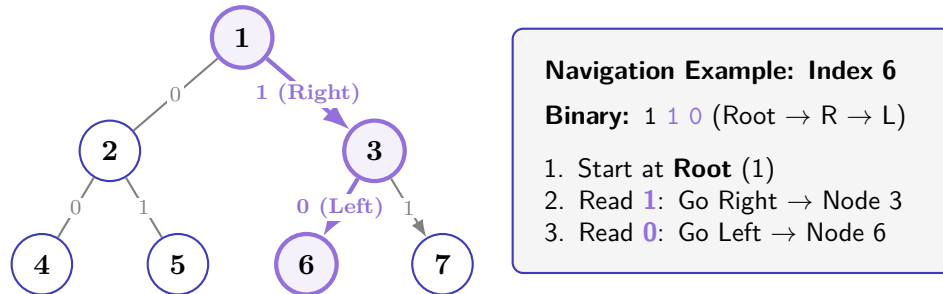 1
0
1 (Right)
2
3
0
1
0 (Left)
1
4
5
6
7
Navigation Example: Index 6
Binary: 1 1 0 (Root → R → L)
1. Start at Root (1)
2. Read 1: Go Right → Node 3
3. Read 0: Go Left → Node 6